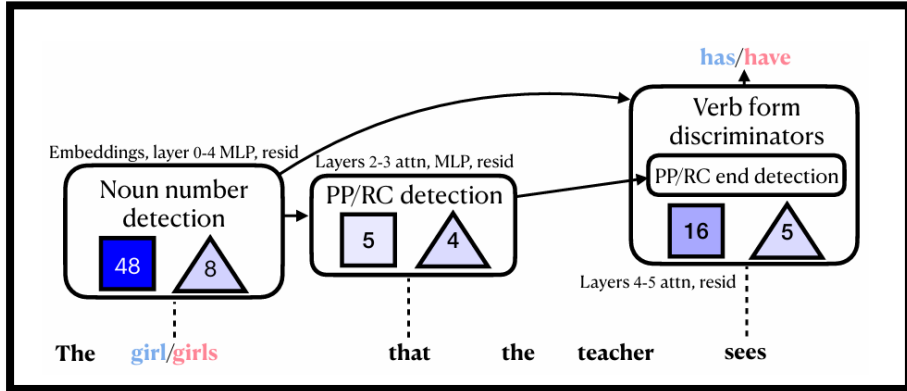 has/have
Verb form
discriminators
Embeddings, layer 0-4 MLP, resid
Layers 2-3 attn, MLP, resid
Noun number
detection
PP/RC detection
PP/RC end detection
48
8
5
4
16
5
Layers 4-5 attn, resid
The girl/girls that the teacher sees